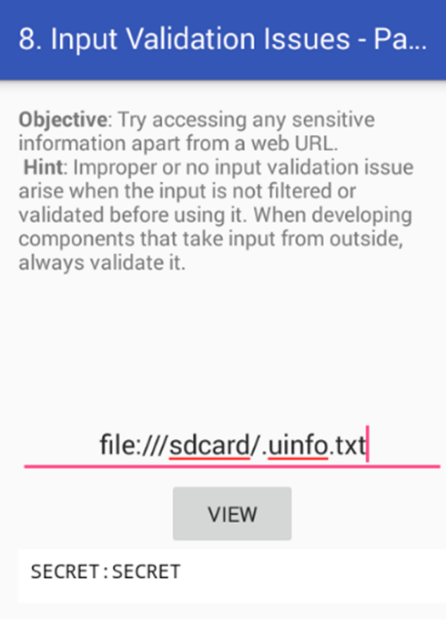 8. Input Validation Issues - Pa...
Objective: Try accessing any sensitive
information apart from a web URL.
Hint: Improper or no input validation issue
arise when the input is not filtered or
validated before using it. When developing
components that take input from outside,
always validate it.
file:///sdcard/.uinfo.txt
VIEW
SECRET:SECRET